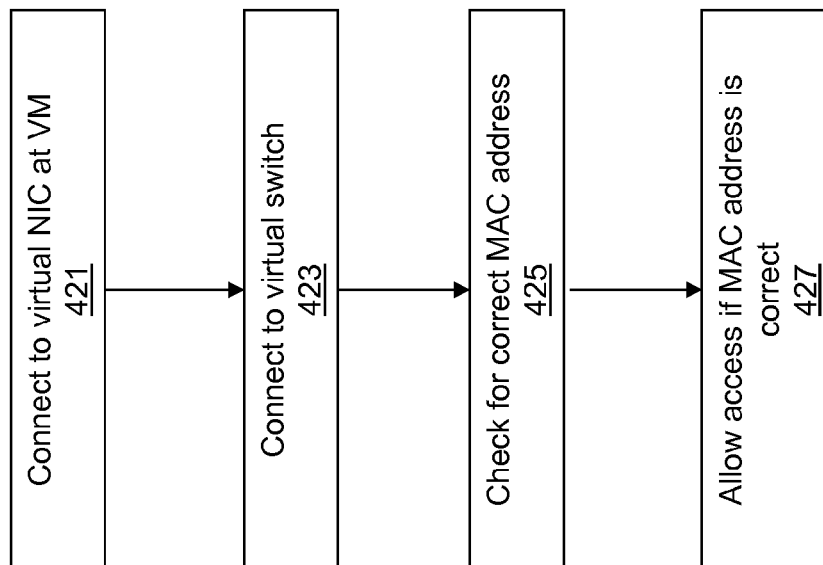 Connect to virtual NIC at VM
421
Connect to virtual switch
423
Check for correct MAC address
425
Allow access if MAC address is
correct
427